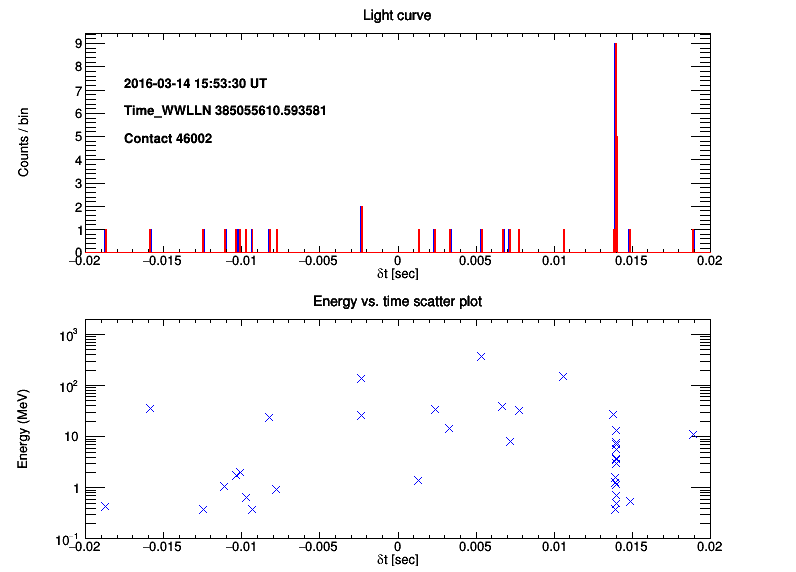 Light curve
Counts / bin
9
8
7
6
5
4
3
2
1
0
2016-03-14 15:53:30 UT
Time_WWLLN 385055610.593581
Contact 46002
−0.02 −0.015 −0.01 −0.005 0 0.005 0.01 0.015 0.02
δt [sec]
Energy vs. time scatter plot
Energy (MeV)
10³
10²
10
1
10⁻¹
−0.02 −0.015 −0.01 −0.005 0 0.005 0.01 0.015 0.02
δt [sec]